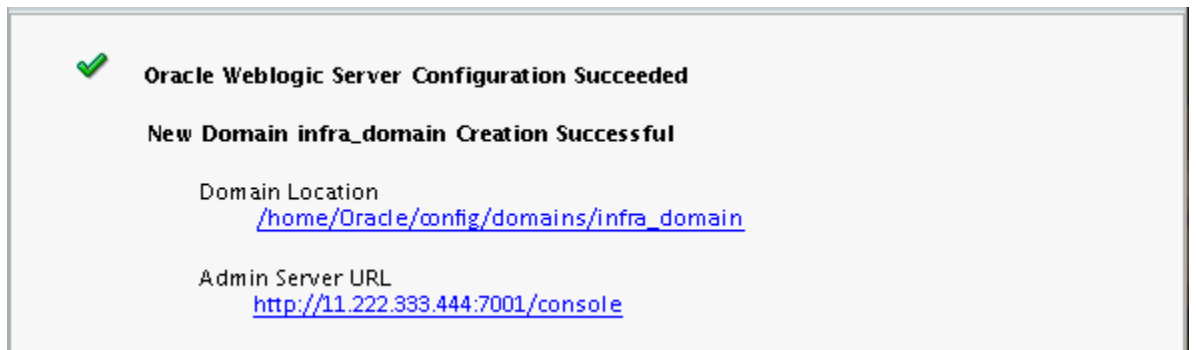 Oracle Weblogic Server Configuration Succeeded
New Domain infra_domain Creation Successful
Domain Location
/home/Oracle/config/domains/infra_domain
Admin Server URL
http://11.222.333.444:7001/console